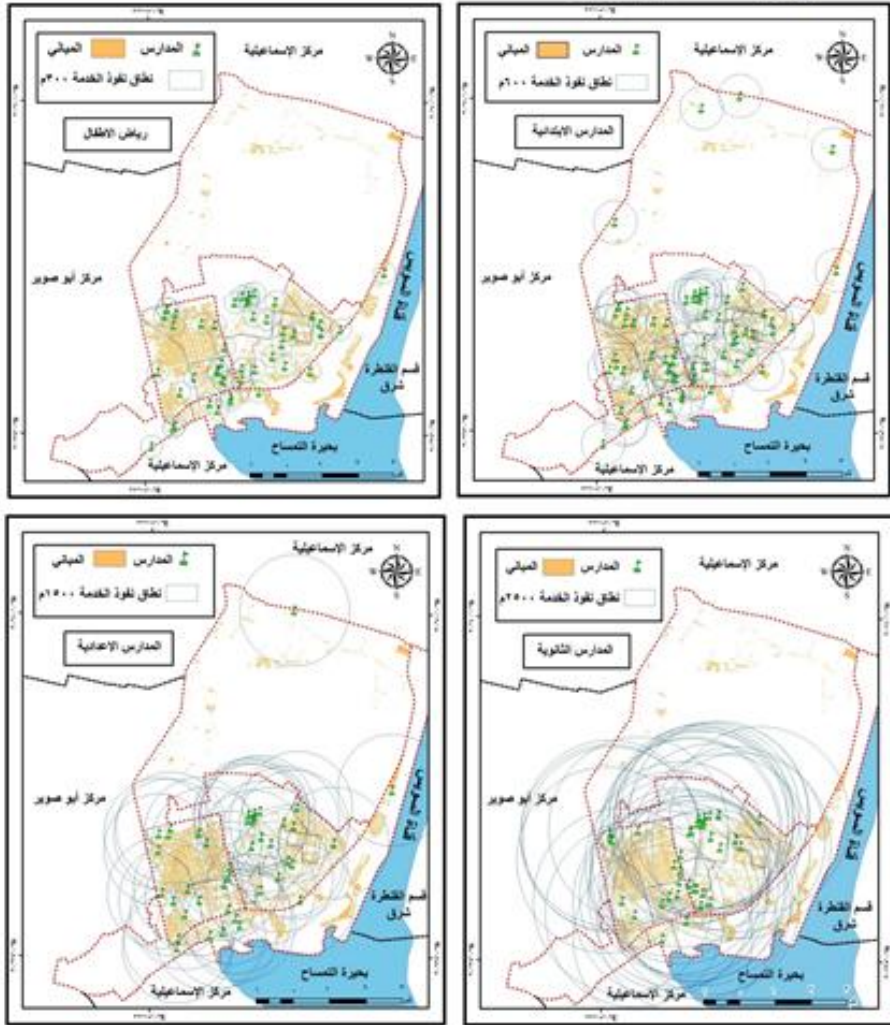 مركز الإسماعيلية
المدارس
المباني
نطاق نفوذ الخدمة ٣٠٠م
رياض الاطفال
مركز أبو صوير
قناة السويس
قسم القنطرة
شرق
بحيرة التمساح
مركز الإسماعيلية
N
W
E
S
مركز الإسماعيلية
المدارس
المباني
نطاق نفوذ الخدمة ٦٠٠م
المدارس الابتدائية
مركز أبو صوير
قناة السويس
قسم القنطرة
شرق
بحيرة التمساح
مركز الإسماعيلية
N
W
E
S
مركز الإسماعيلية
المدارس
المباني
نطاق نفوذ الخدمة ١٥٠٠م
المدارس الإعدادية
مركز أبو صوير
قناة السويس
قسم القنطرة
شرق
بحيرة التمساح
مركز الإسماعيلية
N
W
E
S
مركز الإسماعيلية
المدارس
المباني
نطاق نفوذ الخدمة ٢٥٠٠م
المدارس الثانوية
مركز أبو صوير
قناة السويس
قسم القنطرة
شرق
بحيرة التمساح
مركز الإسماعيلية
N
W
E
S